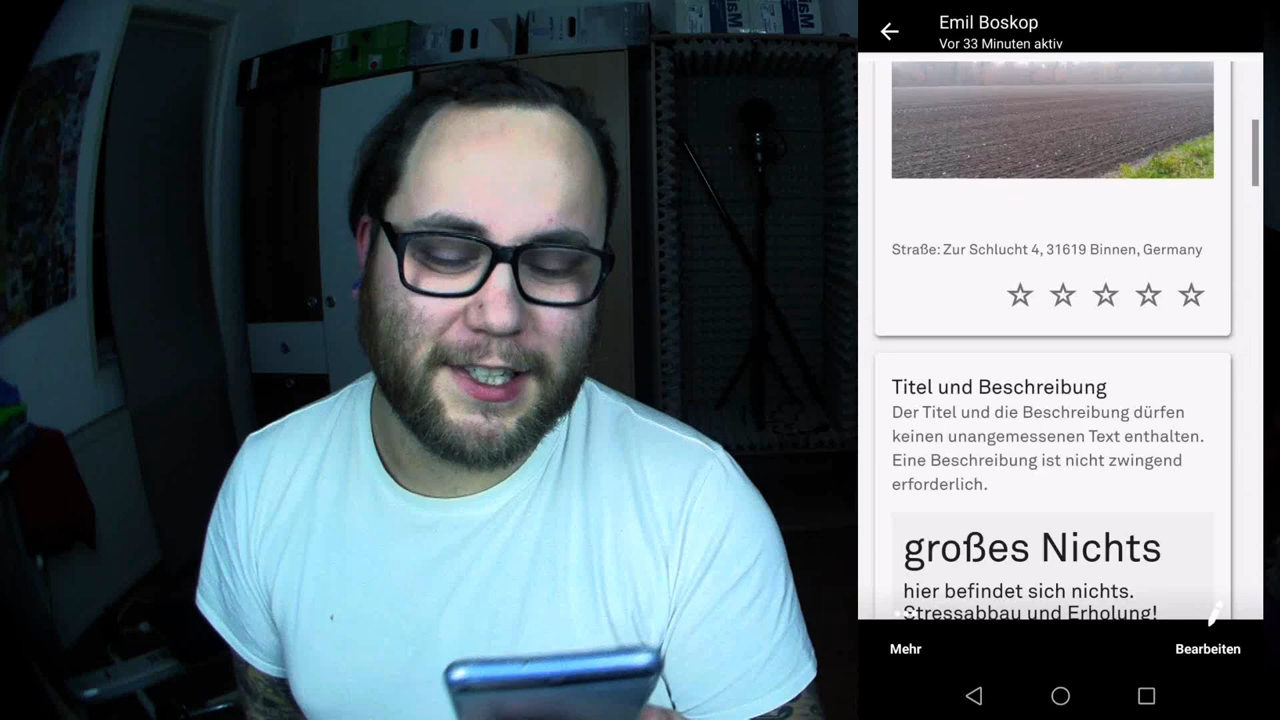 Emil Boskop
Vor 33 Minuten aktiv
Straße: Zur Schlucht 4, 31619 Binnen, Germany
Titel und Beschreibung
Der Titel und die Beschreibung dürfen
keinen unangemessenen Text enthalten.
Eine Beschreibung ist nicht zwingend
erforderlich.
großes Nichts
hier befindet sich nichts.
Stressabbau und Erholung!
Mehr
Bearbeiten